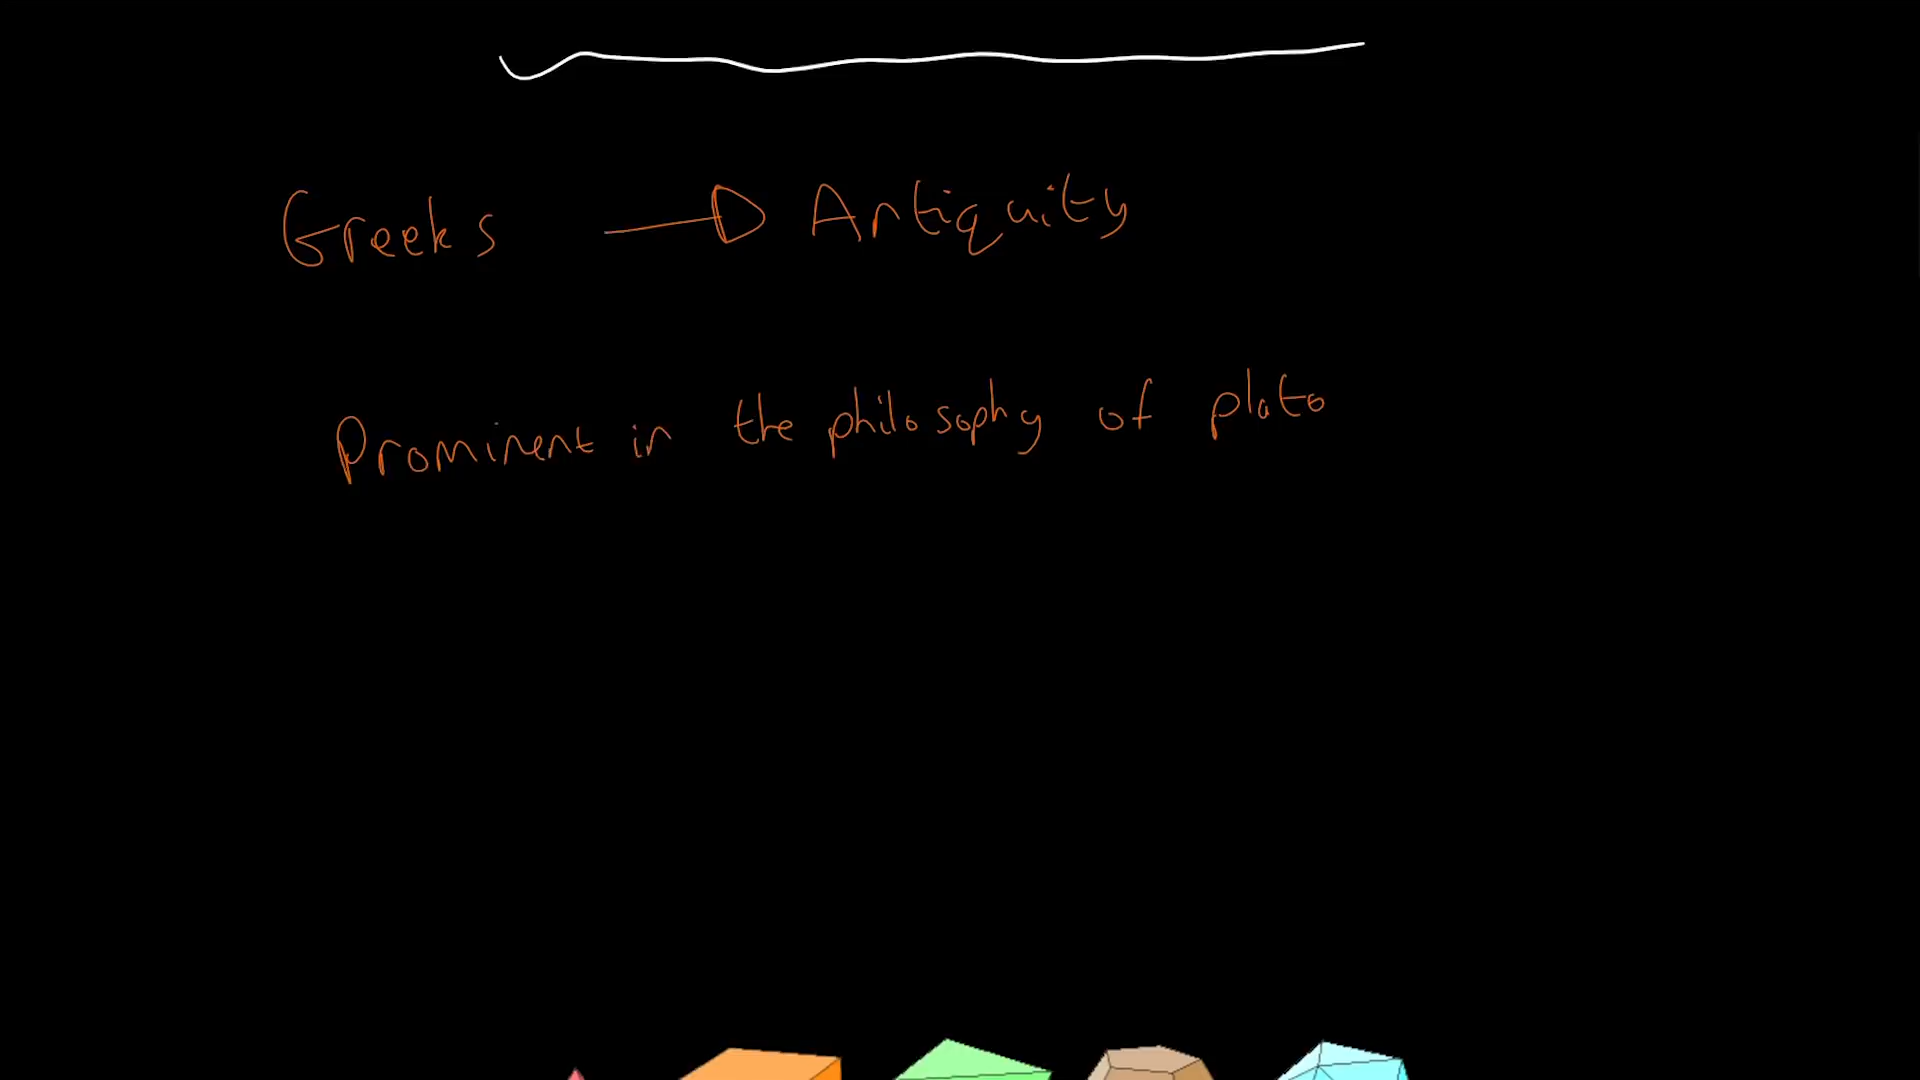 Greeks → Antiquity
Prominent in the philosophy of plato